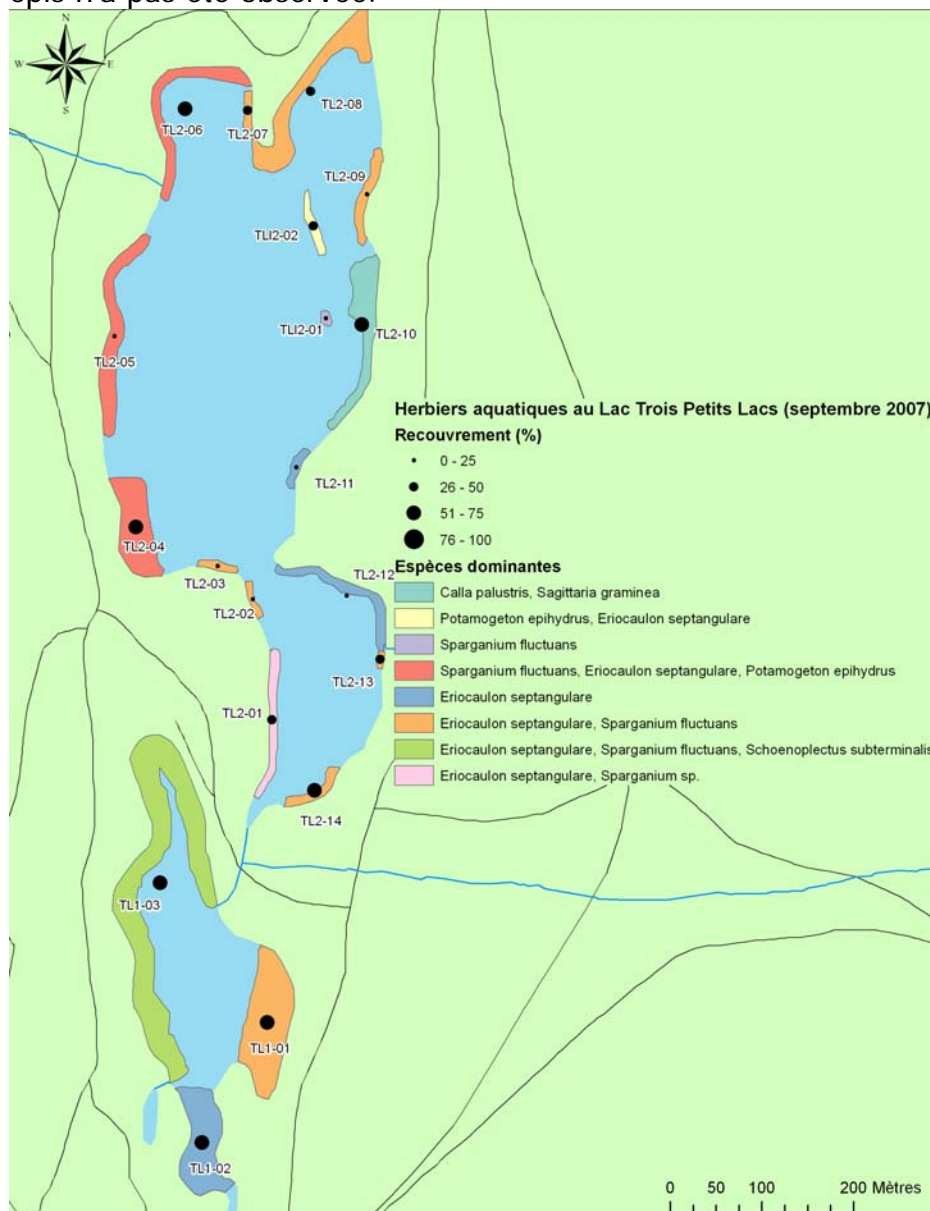 épis n'a pas été observée.
N
W E
S
TL2-08
TL2-06
TL2-07
TL2-09
TLI2-02
TLI2-01
TL2-10
TL2-05
Herbiers aquatiques au Lac Trois Petits Lacs (septembre 2007)
Recouvrement (%)
0 - 25
26 - 50
51 - 75
76 - 100
TL2-11
TL2-04
TL2-03
TL2-12
TL2-02
TL2-13
TL2-01
TL2-14
Espèces dominantes
Calla palustris, Sagittaria graminea
Potamogeton epihydrus, Eriocaulon septangulare
Sparganium fluctuans
Sparganium fluctuans, Eriocaulon septangulare, Potamogeton epihydrus
Eriocaulon septangulare
Eriocaulon septangulare, Sparganium fluctuans
Eriocaulon septangulare, Sparganium fluctuans, Schoenoplectus subterminalis
Eriocaulon septangulare, Sparganium sp.
TL1-03
TL1-01
TL1-02
0 50 100 200 Mètres